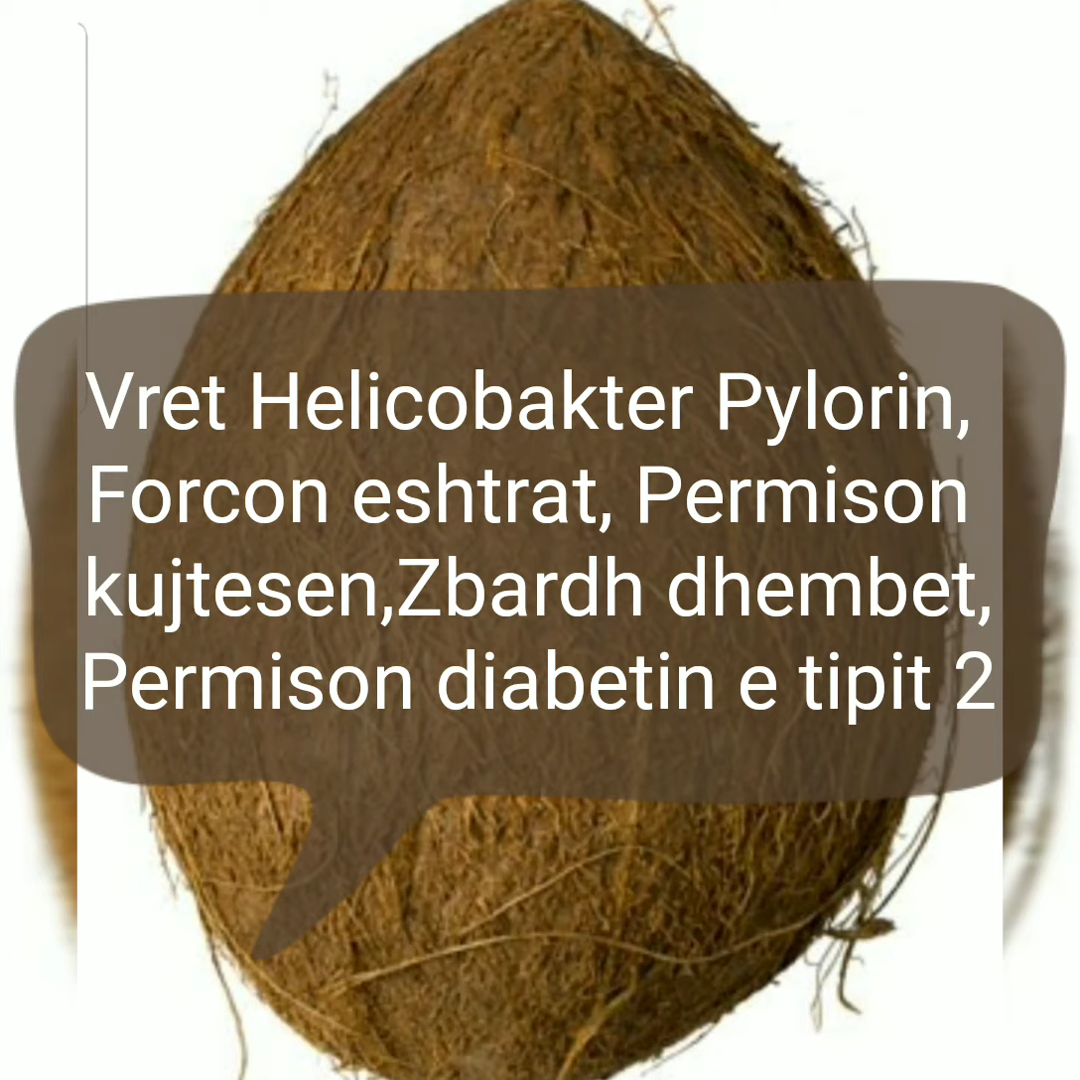 Vret Helicobakter Pylorin,
Forcon eshtrat, Permison
kujtesen,Zbardh dhembet,
Permison diabetin e tipit 2